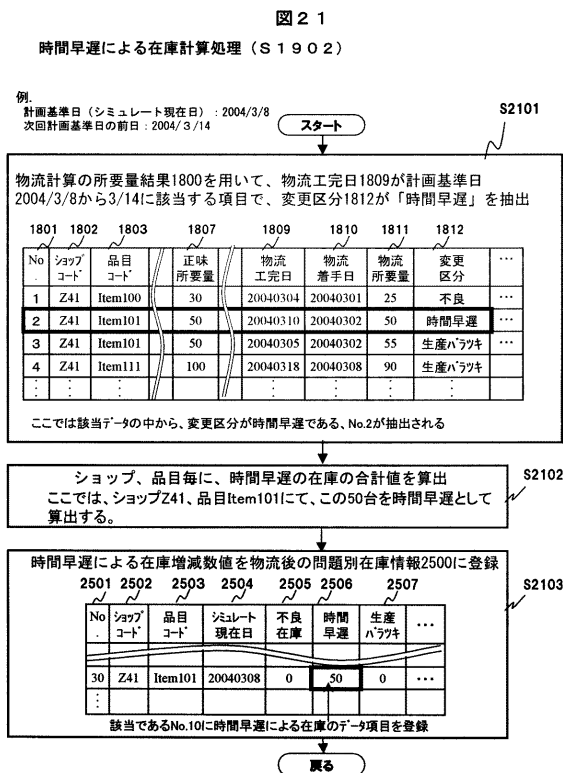 図２１
時間早遅による在庫計算処理（Ｓ１９０２）
例.
計画基準日（シミュレート現在日）：2004/3/8
次回計画基準日の前日：2004/３/14
スタート
S2101
物流計算の所要量結果1800を用いて、物流工完日1809が計画基準日
2004/3/8から3/14に該当する項目で、変更区分1812が「時間早遅」を抽出
1801 1802 1803 1807 1809 1810 1811 1812
No. ショップコード 品目コード 正味所要量 物流工完日 物流着手日 物流所要量 変更区分 …
1 Z41 Item100 30 20040304 20040301 25 不良 …
2 Z41 Item101 50 20040310 20040302 50 時間早遅 …
3 Z41 Item101 50 20040305 20040302 55 生産バラツキ …
4 Z41 Item111 100 20040318 20040308 90 生産バラツキ
ここでは該当データの中から、変更区分が時間早遅である、No.2が抽出される
ショップ、品目毎に、時間早遅の在庫の合計値を算出
S2102
ここでは、ショップZ41、品目Item101にて、この50台を時間早遅として
算出する。
時間早遅による在庫増減数値を物流後の問題別在庫情報2500に登録
S2103
2501 2502 2503 2504 2505 2506 2507
No. ショップコード 品目コード シミュレート現在日 不良在庫 時間早遅 生産バラツキ …
30 Z41 Item101 20040308 0 50 0 …
該当であるNo.10に時間早遅による在庫のデータ項目を登録
戻る